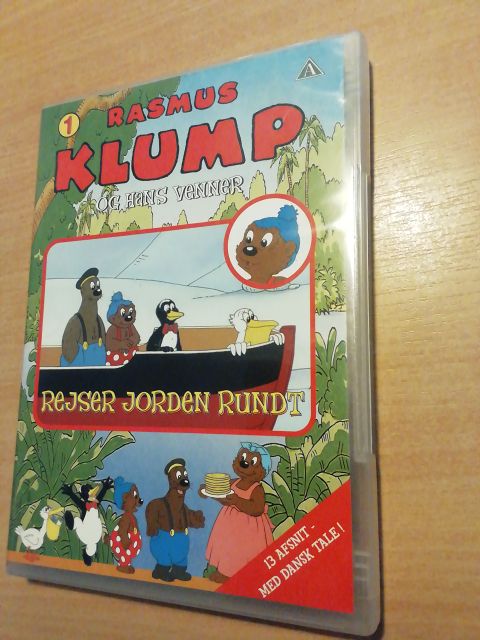 1
RASMUS
KLUMP
OG HANS VENNER
A
REJSER JORDEN RUNDT
13 AFSNIT -
MED DANSK TALE!